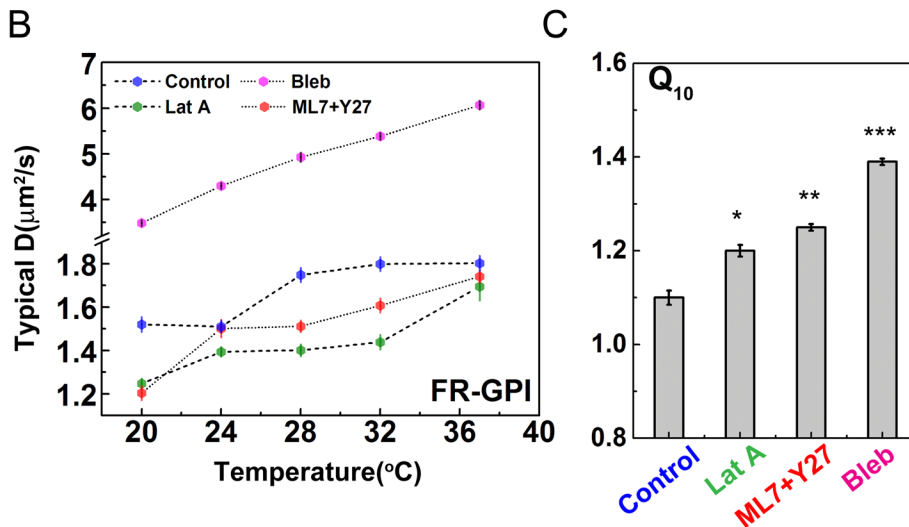 B
Typical D(μm²/s)
7
6
5
4
1.8
1.6
1.4
1.2
Control
Bleb
Lat A
ML7+Y27
FR-GPI
20
24
28
32
36
40
Temperature(°C)
C
Q10
1.6
1.4
1.2
1.0
0.8
*
**
***
Control
Lat A
ML7+Y27
Bleb